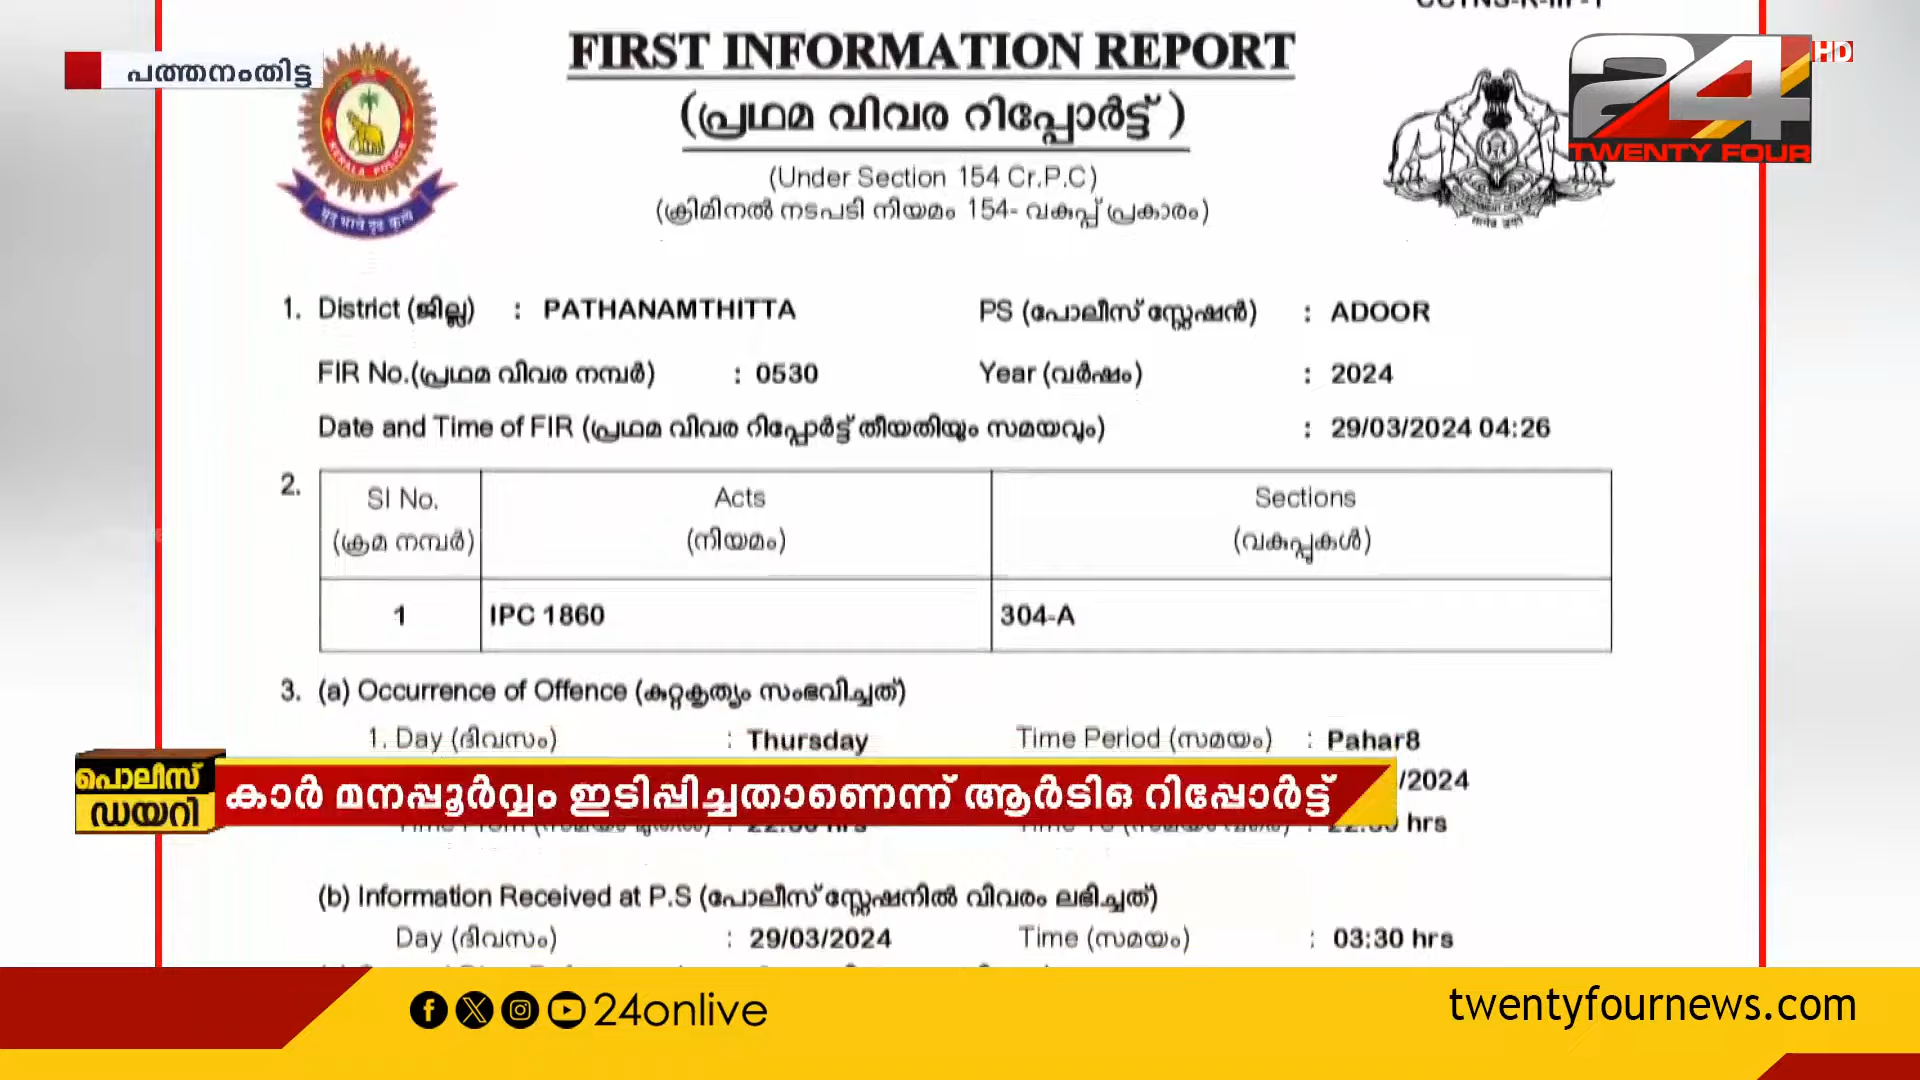 പത്തനംതിട്ട
FIRST INFORMATION REPORT
(പ്രഥമ വിവര റിപ്പോർട്ട് )
(Under Section 154 Cr.P.C)
(ക്രിമിനൽ നടപടി നിയമം 154- വകുപ്പ് പ്രകാരം)
24 HD
TWENTY FOUR
KERALA POLICE
1. District (ജില്ല) : PATHANAMTHITTA PS (പോലീസ് സ്റ്റേഷൻ) : ADOOR
FIR No.(പ്രഥമ വിവര നമ്പർ) : 0530 Year (വർഷം) : 2024
Date and Time of FIR (പ്രഥമ വിവര റിപ്പോർട്ട് തീയതിയും സമയവും) : 29/03/2024 04:26
2. Sl No. Acts Sections
(ക്രമ നമ്പർ) (നിയമം) (വകുപ്പുകൾ)
1 IPC 1860 304-A
3. (a) Occurrence of Offence (കുറ്റകൃത്യം സംഭവിച്ചത്)
1. Day (ദിവസം) : Thursday Time Period (സമയം) : Pahar8
/2024
പൊലീസ് ഡയറി
കാർ മനപ്പൂർവ്വം ഇടിപ്പിച്ചതാണെന്ന് ആർടിഒ റിപ്പോർട്ട്
hrs
(b) Information Received at P.S (പോലീസ് സ്റ്റേഷനിൽ വിവരം ലഭിച്ചത്)
Day (ദിവസം) : 29/03/2024 Time (സമയം) : 03:30 hrs
24onlive
twentyfournews.com